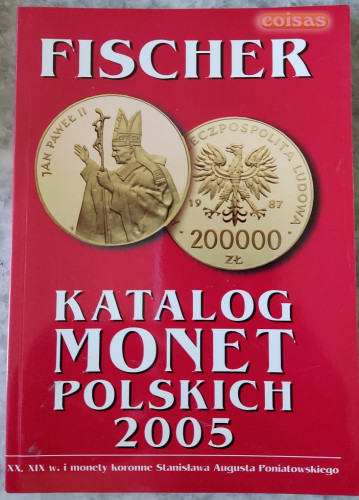 coisas
FISCHER
JAN PAWEŁ II
RZECZPOSPOLITA LUDOWA
19 87
200000
ZŁ
KATALOG
MONET
POLSKICH
2005
XX, XIX w. i monety koronne Stanisława Augusta Poniatowskiego